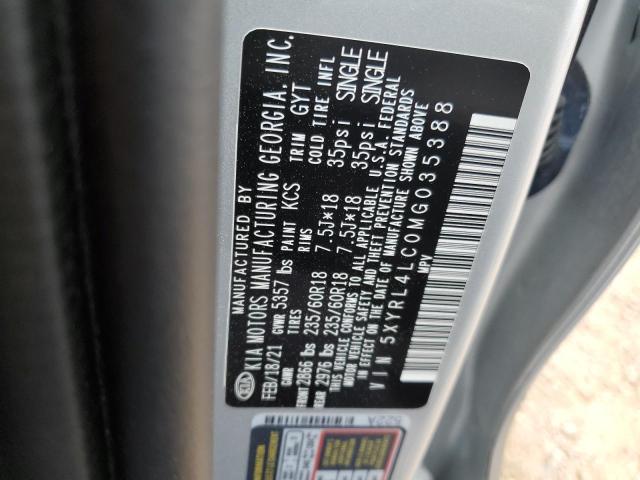 MANUFACTURED BY
KIA KIA MOTORS MANUFACTURING GEORGIA, INC.
FEB/18/21 GVWR 5357 lbs PAINT KCS TRIM GYT
GAWR TIRES RIMS COLD TIRE INFL
FRONT 2866 lbs 235/60R18 7.5J*18 35psi SINGLE
REAR 2976 lbs 235/60R18 7.5J*18 35psi SINGLE
THIS VEHICLE CONFORMS TO ALL APPLICABLE U.S.A. FEDERAL
MOTOR VEHICLE SAFETY AND THEFT PREVENTION STANDARDS
IN EFFECT ON THE DATE OF MANUFACTURE SHOWN ABOVE
VIN 5XYRL4LC0MG035388
MPV